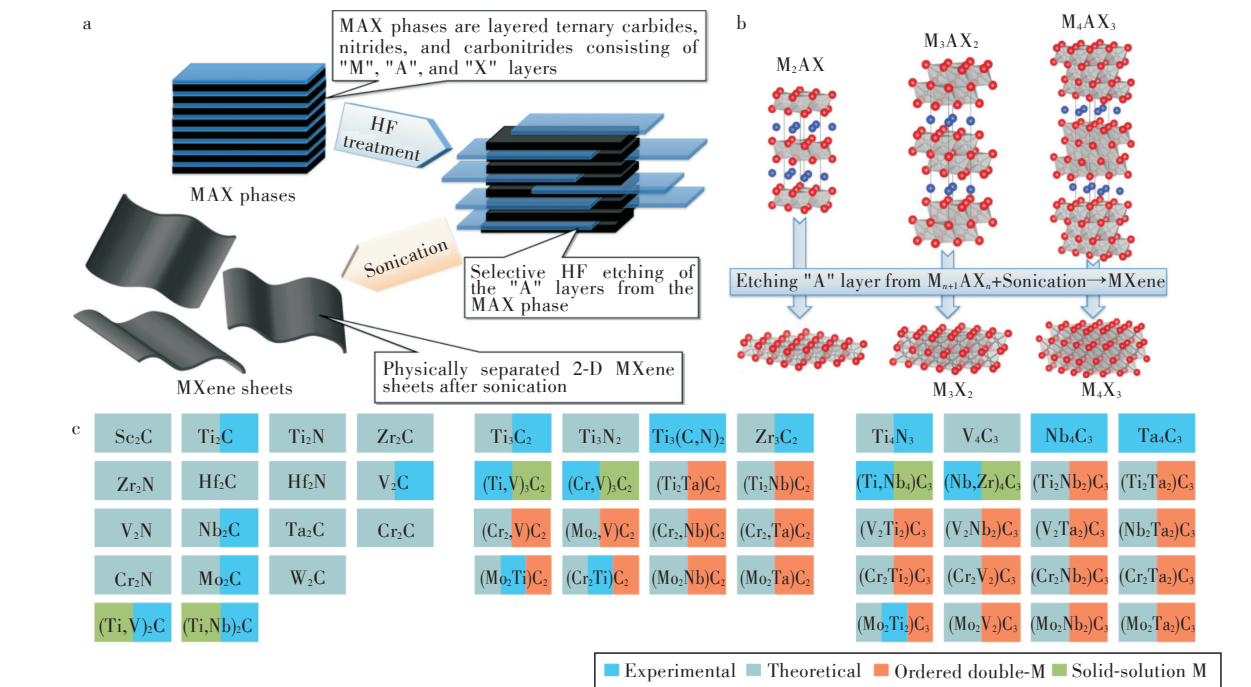 a
MAX phases are layered ternary carbides,
nitrides, and carbonitrides consisting of
"M", "A", and "X" layers
HF
treatment
MAX phases
Sonication
Selective HF etching of
the "A" layers from the
MAX phase
Physically separated 2-D MXene
sheets after sonication
MXene sheets
b
M₂AX
M₃AX₂
M₄AX₃
Etching "A" layer from Mₙ₊₁AXₙ+Sonication→MXene
M₃X₂
M₄X₃
c
Sc₂C Ti₂C Ti₂N Zr₂C
Zr₂N Hf₂C Hf₂N V₂C
V₂N Nb₂C Ta₂C Cr₂C
Cr₂N Mo₂C W₂C
(Ti,V)₂C (Ti,Nb)₂C
Ti₃C₂ Ti₃N₂ Ti₃(C,N)₂ Zr₃C₂
(Ti,V)₃C₂ (Cr,V)₃C₂ (Ti₂Ta)C₂ (Ti₂Nb)C₂
(Cr₂,V)C₂ (Mo₂,V)C₂ (Cr₂,Nb)C₂ (Cr₂,Ta)C₂
(Mo₂Ti)C₂ (Cr₂Ti)C₂ (Mo₂Nb)C₂ (Mo₂Ta)C₂
Ti₄N₃ V₄C₃ Nb₄C₃ Ta₄C₃
(Ti,Nb₄)C₃ (Nb,Zr)₄C₃ (Ti₂Nb₂)C₃ (Ti₂Ta₂)C₃
(V₂Ti₂)C₃ (V₂Nb₂)C₃ (V₂Ta₂)C₃ (Nb₂Ta₂)C₃
(Cr₂Ti₂)C₃ (Cr₂V₂)C₃ (Cr₂Nb₂)C₃ (Cr₂Ta₂)C₃
(Mo₂Ti₂)C₃ (Mo₂V₂)C₃ (Mo₂Nb₂)C₃ (Mo₂Ta₂)C₃
Experimental Theoretical Ordered double-M Solid-solution M